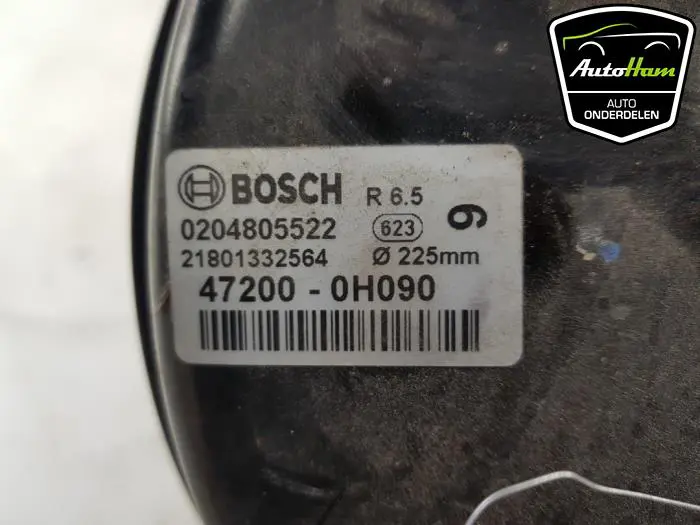 BOSCH R 6.5
0204805522 623 6
21801332564 Ø 225mm
47200 - 0H090
AutoHam
AUTO
ONDERDELEN